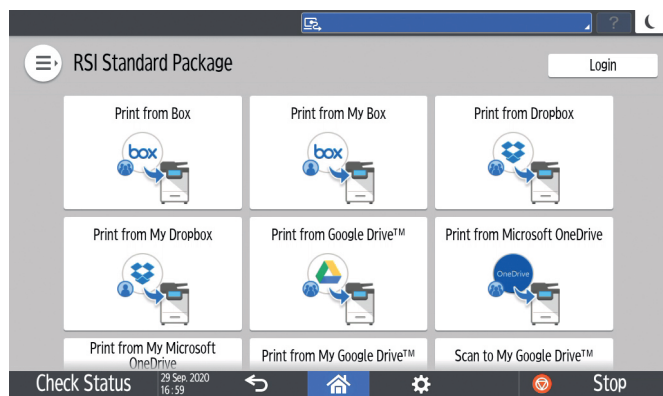 ?
RSI Standard Package
Login
Print from Box
Print from My Box
Print from Dropbox
box
box
Print from My Dropbox
Print from Google Drive™
Print from Microsoft OneDrive
OneDrive
Print from My Microsoft
OneDrive
Print from My Google Drive™
Scan to My Google Drive™
Check Status
29 Sep. 2020
16:59
Stop